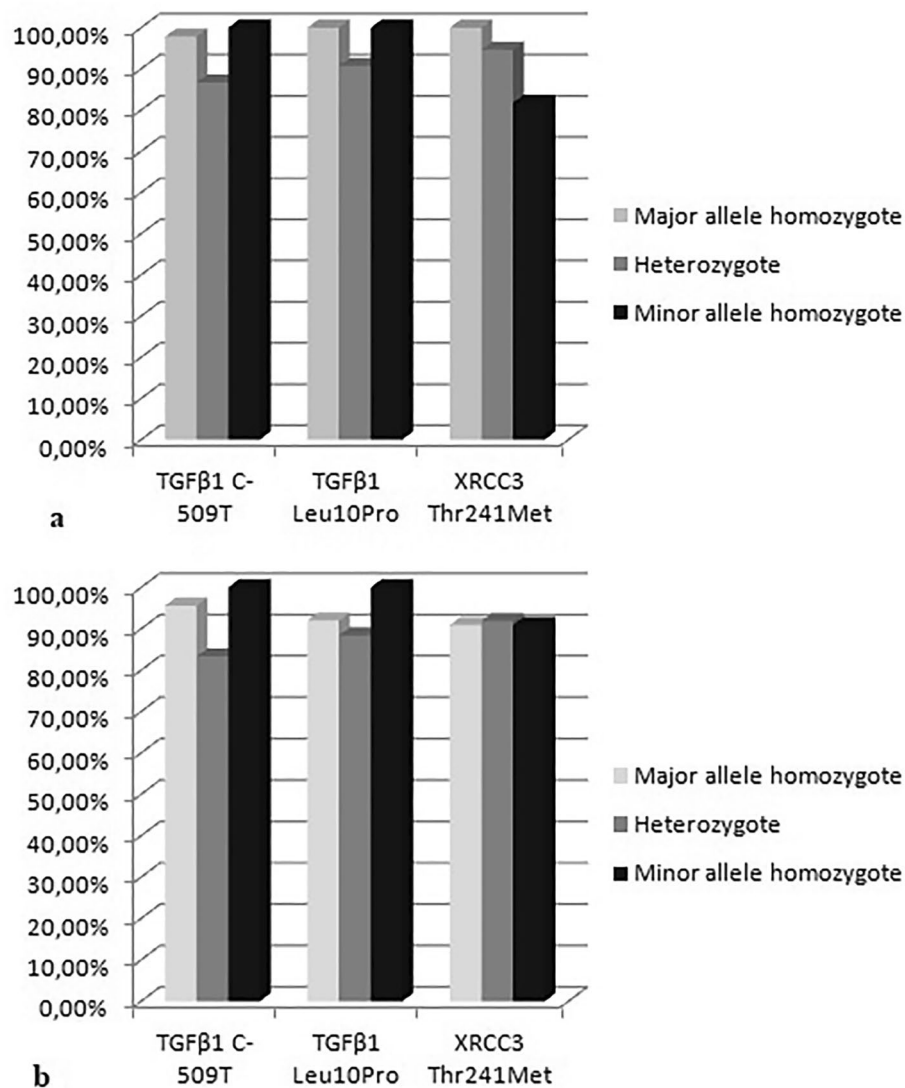 100,00%
90,00%
80,00%
70,00%
60,00%
50,00%
40,00%
30,00%
20,00%
10,00%
0,00%
TGFβ1 C-
509T
TGFβ1
Leu10Pro
XRCC3
Thr241Met
Major allele homozygote
Heterozygote
Minor allele homozygote
a
100,00%
90,00%
80,00%
70,00%
60,00%
50,00%
40,00%
30,00%
20,00%
10,00%
0,00%
TGFβ1 C-
509T
TGFβ1
Leu10Pro
XRCC3
Thr241Met
Major allele homozygote
Heterozygote
Minor allele homozygote
b